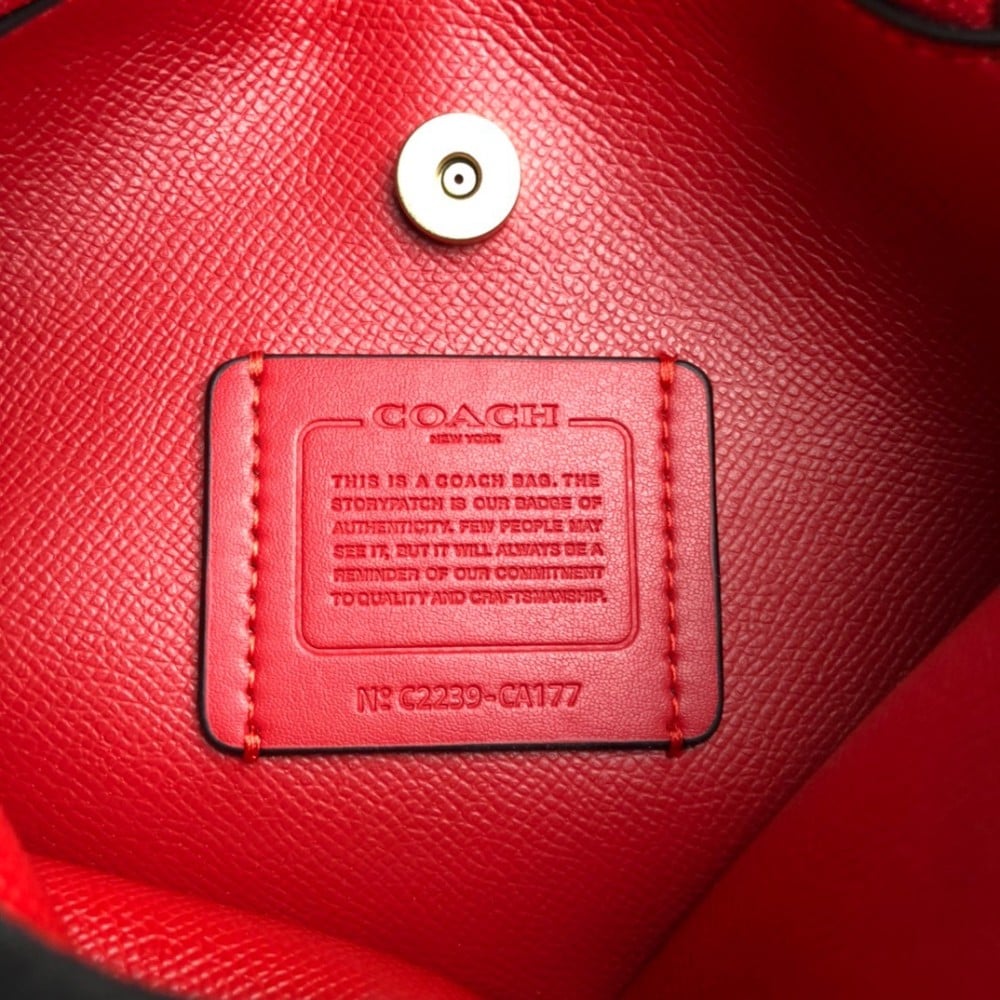 COACH
NEW YORK
THIS IS A COACH BAG. THE
STORYPATCH IS OUR BADGE OF
AUTHENTICITY. FEW PEOPLE MAY
SEE IT, BUT IT WILL ALWAYS BE A
REMINDER OF OUR COMMITMENT
TO QUALITY AND CRAFTSMANSHIP.
Nº C2239-CA177